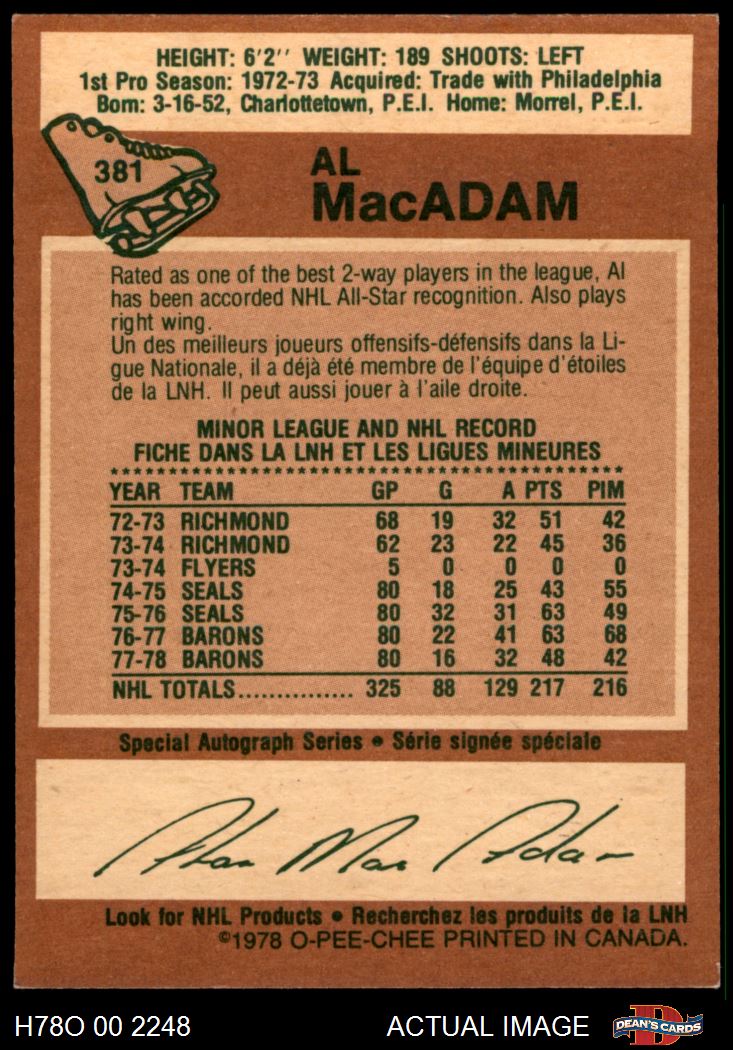 HEIGHT: 6'2'' WEIGHT: 189 SHOOTS: LEFT
1st Pro Season: 1972-73 Acquired: Trade with Philadelphia
Born: 3-16-52, Charlottetown, P.E.I. Home: Morrel, P.E.I.
381
AL
MacADAM
Rated as one of the best 2-way players in the league, Al
has been accorded NHL All-Star recognition. Also plays
right wing.
Un des meilleurs joueurs offensifs-défensifs dans la Li-
gue Nationale, il a déjà été membre de l'équipe d'étoiles
de la LNH. Il peut aussi jouer à l'aile droite.
MINOR LEAGUE AND NHL RECORD
FICHE DANS LA LNH ET LES LIGUES MINEURES
YEAR TEAM GP G A PTS PIM
72-73 RICHMOND 68 19 32 51 42
73-74 RICHMOND 62 23 22 45 36
73-74 FLYERS 5 0 0 0 0
74-75 SEALS 80 18 25 43 55
75-76 SEALS 80 32 31 63 49
76-77 BARONS 80 22 41 63 68
77-78 BARONS 80 16 32 48 42
NHL TOTALS................ 325 88 129 217 216
Special Autograph Series • Série signée spéciale
Alan Mac Adam
Look for NHL Products • Recherchez les produits de la LNH
©1978 O-PEE-CHEE PRINTED IN CANADA.
H78O 00 2248 ACTUAL IMAGE DEAN'S CARDS